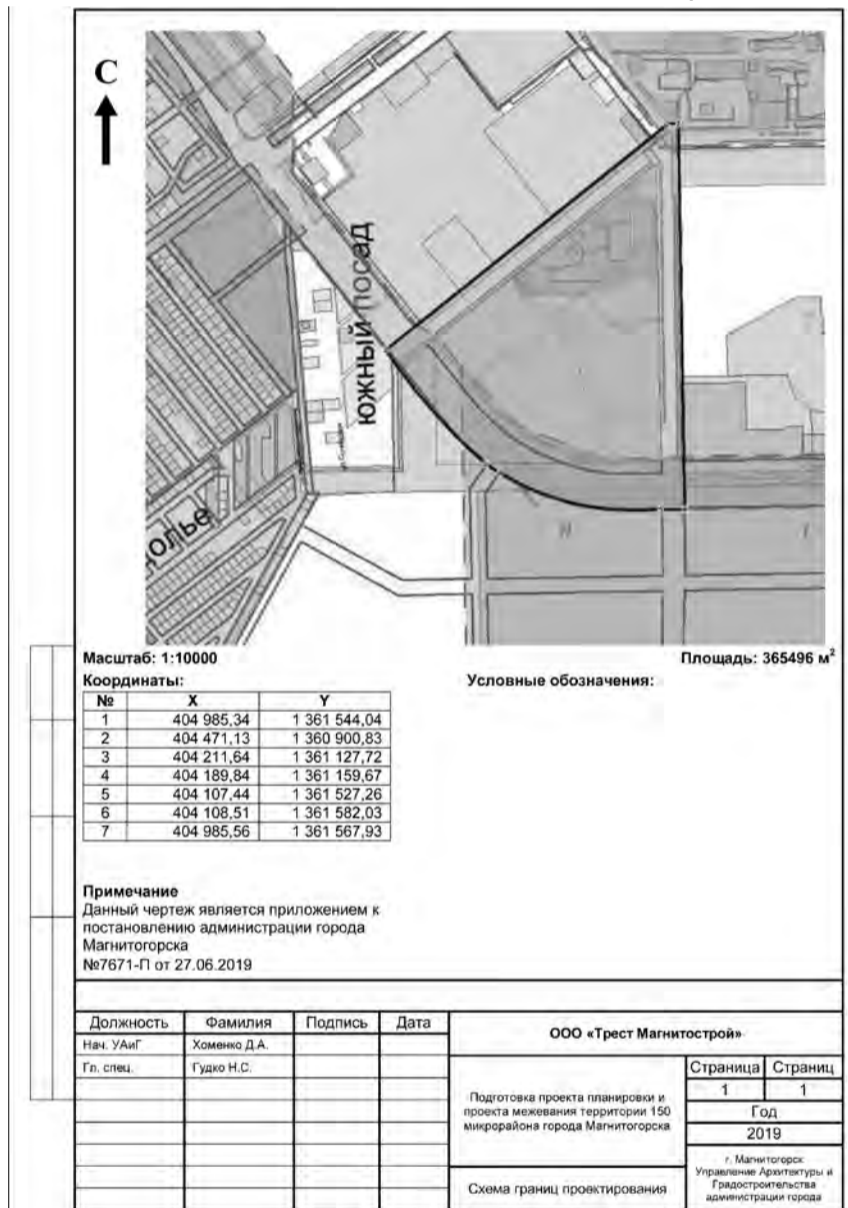 С
ЮЖНЫЙ ПОСАД
ОЛЬЕ
Масштаб: 1:10000
Площадь: 365496 м²
Координаты:
Условные обозначения:
№ X Y
1 404 985,34 1 361 544,04
2 404 471,13 1 360 900,83
3 404 211,64 1 361 127,72
4 404 189,84 1 361 159,67
5 404 107,44 1 361 527,26
6 404 108,51 1 361 582,03
7 404 985,56 1 361 567,93
Примечание
Данный чертеж является приложением к
постановлению администрации города
Магнитогорска
№7671-П от 27.06.2019
Должность Фамилия Подпись Дата
ООО «Трест Магнитострой»
Нач. УАиГ Хоменко Д.А.
Гл. спец. Гудко Н.С.
Подготовка проекта планировки и
проекта межевания территории 150
микрорайона города Магнитогорска
Страница Страниц
1 1
Год
2019
Схема границ проектирования
г. Магнитогорск
Управление Архитектуры и
Градостроительства
администрации города